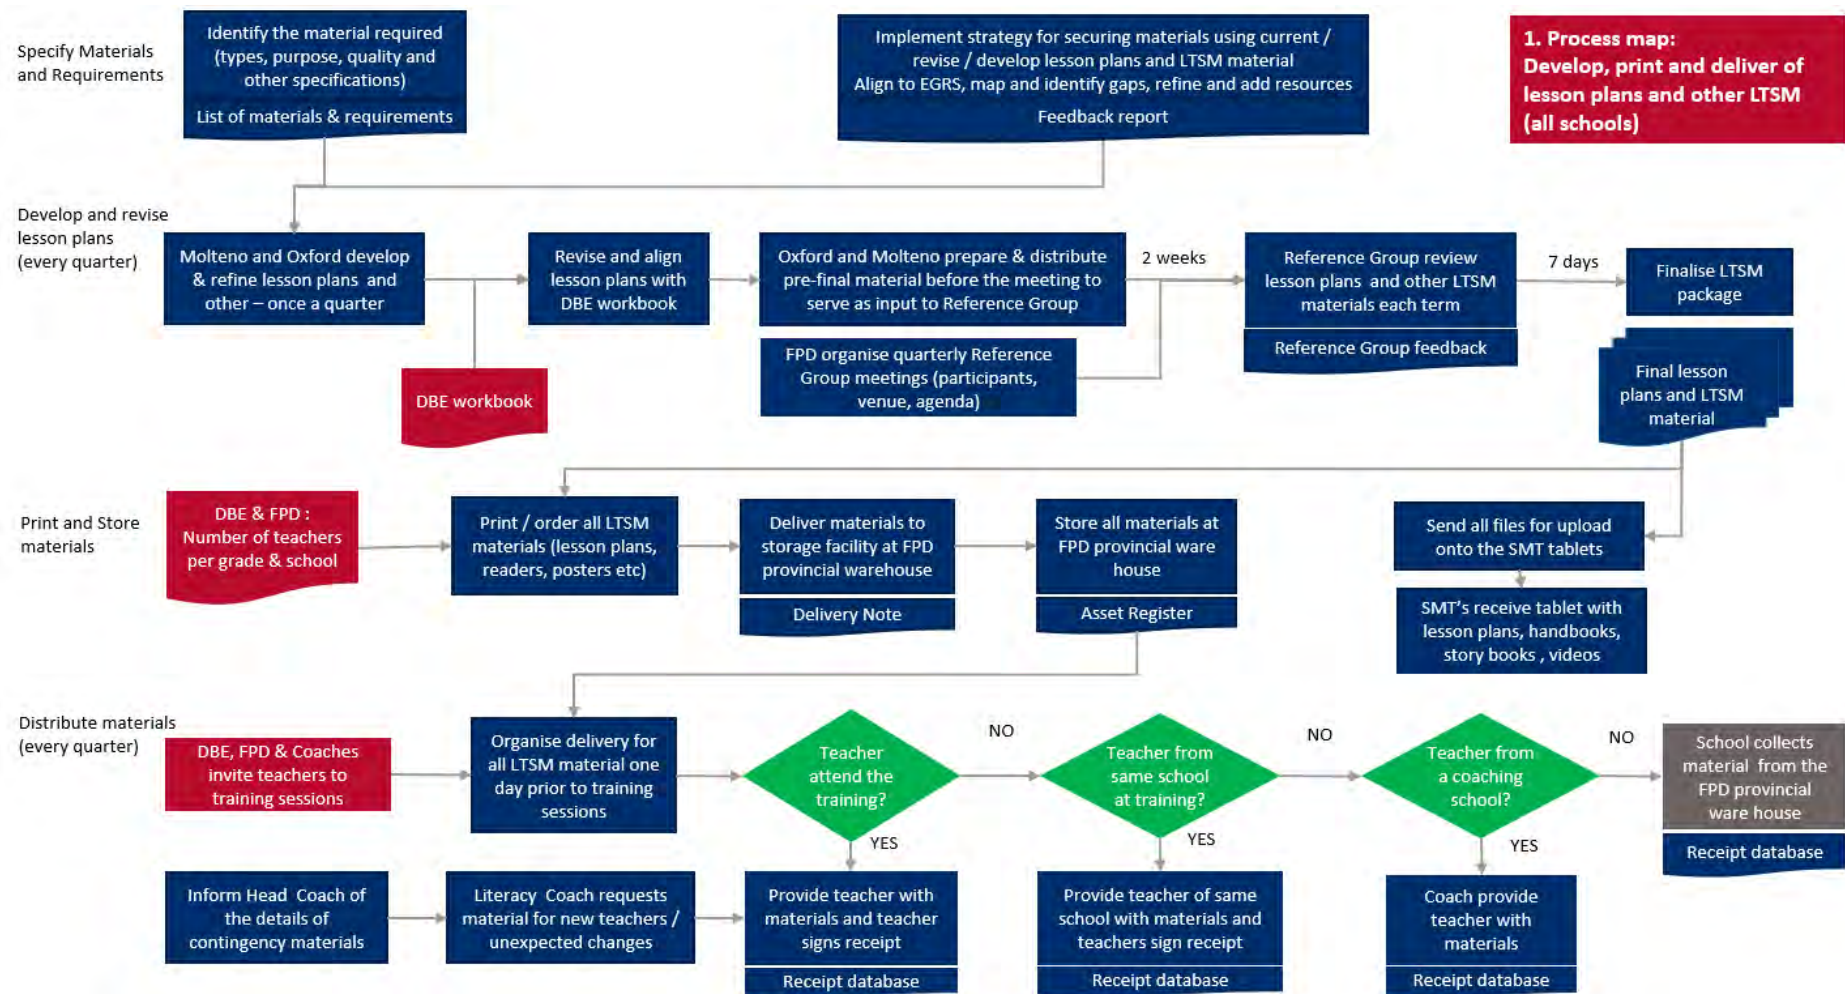 Specify Materials
and Requirements
Identify the material required
(types, purpose, quality and
other specifications)
List of materials & requirements
Implement strategy for securing materials using current /
revise / develop lesson plans and LTSM material
Align to EGRS, map and identify gaps, refine and add resources
Feedback report
1. Process map:
Develop, print and deliver of
lesson plans and other LTSM
(all schools)
Develop and revise
lesson plans
(every quarter)
Molteno and Oxford develop
& refine lesson plans and
other – once a quarter
DBE workbook
Revise and align
lesson plans with
DBE workbook
Oxford and Molteno prepare & distribute
pre-final material before the meeting to
serve as input to Reference Group
FPD organise quarterly Reference
Group meetings (participants,
venue, agenda)
2 weeks
Reference Group review
lesson plans and other LTSM
materials each term
Reference Group feedback
7 days
Finalise LTSM
package
Final lesson
plans and LTSM
material
Print and Store
materials
DBE & FPD :
Number of teachers
per grade & school
Print / order all LTSM
materials (lesson plans,
readers, posters etc)
Deliver materials to
storage facility at FPD
provincial warehouse
Delivery Note
Store all materials at
FPD provincial ware
house
Asset Register
Send all files for upload
onto the SMT tablets
SMT's receive tablet with
lesson plans, handbooks,
story books , videos
Distribute materials
(every quarter)
DBE, FPD & Coaches
invite teachers to
training sessions
Organise delivery for
all LTSM material one
day prior to training
sessions
Teacher
attend the
training?
NO
Teacher from
same school
at training?
NO
Teacher from
a coaching
school?
NO
School collects
material from the
FPD provincial
ware house
Receipt database
YES
YES
YES
Inform Head Coach of
the details of
contingency materials
Literacy Coach requests
material for new teachers /
unexpected changes
Provide teacher with
materials and teacher
signs receipt
Receipt database
Provide teacher of same
school with materials and
teachers sign receipt
Receipt database
Coach provide
teacher with
materials
Receipt database